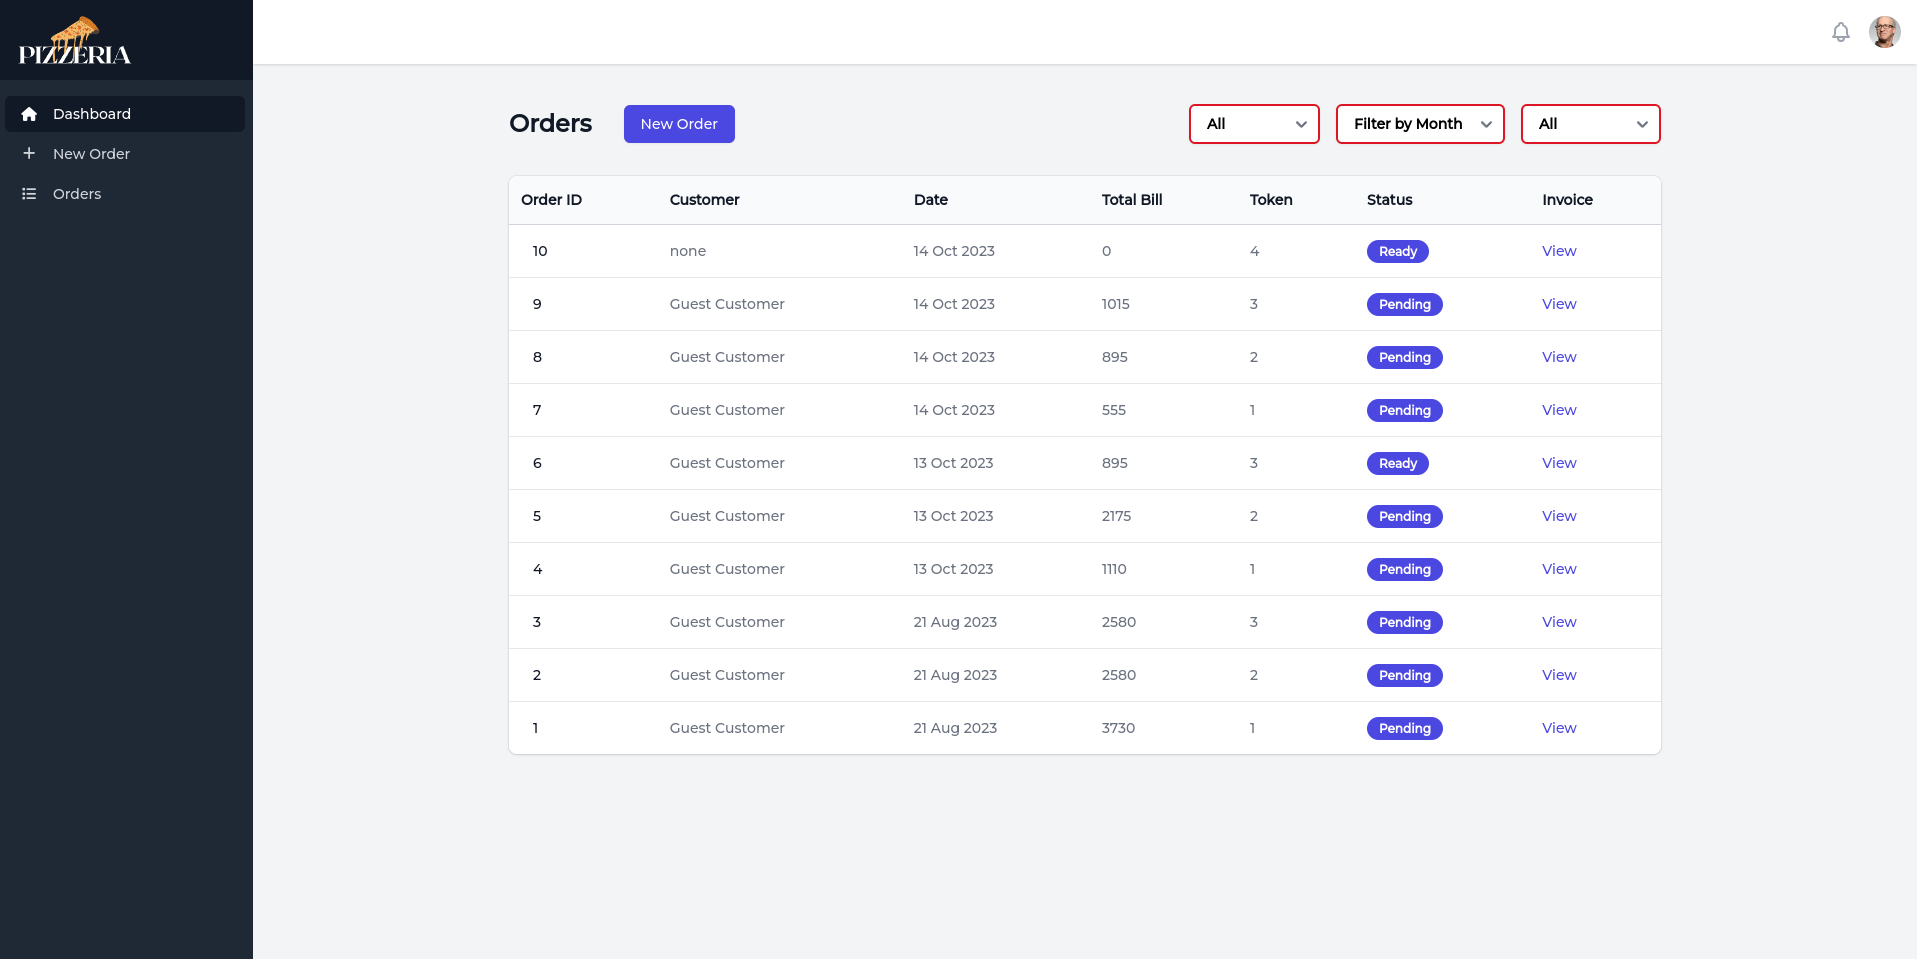 PIZZERIA
Dashboard
New Order
Orders
Orders New Order All Filter by Month All
Order ID Customer Date Total Bill Token Status Invoice
10 none 14 Oct 2023 0 4 Ready View
9 Guest Customer 14 Oct 2023 1015 3 Pending View
8 Guest Customer 14 Oct 2023 895 2 Pending View
7 Guest Customer 14 Oct 2023 555 1 Pending View
6 Guest Customer 13 Oct 2023 895 3 Ready View
5 Guest Customer 13 Oct 2023 2175 2 Pending View
4 Guest Customer 13 Oct 2023 1110 1 Pending View
3 Guest Customer 21 Aug 2023 2580 3 Pending View
2 Guest Customer 21 Aug 2023 2580 2 Pending View
1 Guest Customer 21 Aug 2023 3730 1 Pending View